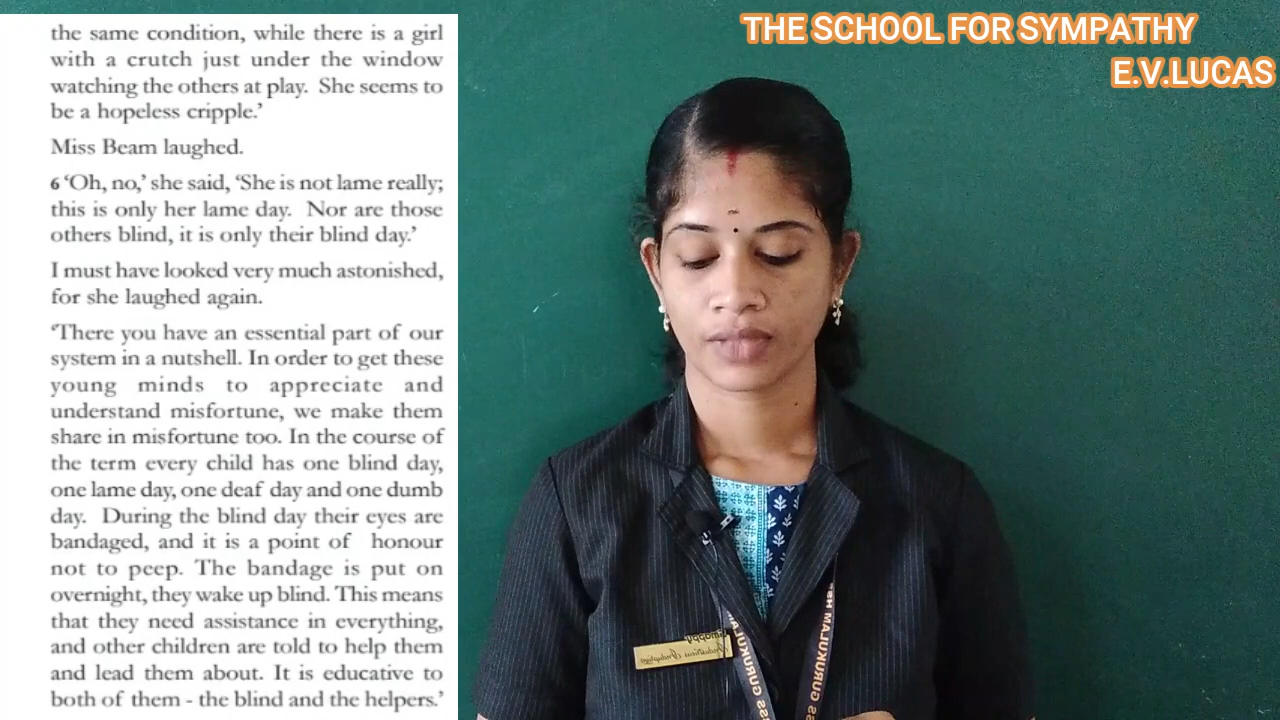 THE SCHOOL FOR SYMPATHY
E.V.LUCAS
the same condition, while there is a girl
with a crutch just under the window
watching the others at play. She seems to
be a hopeless cripple.’
Miss Beam laughed.
6 ‘Oh, no,’ she said, ‘She is not lame really;
this is only her lame day. Nor are those
others blind, it is only their blind day.’
I must have looked very much astonished,
for she laughed again.
‘There you have an essential part of our
system in a nutshell. In order to get these
young minds to appreciate and
understand misfortune, we make them
share in misfortune too. In the course of
the term every child has one blind day,
one lame day, one deaf day and one dumb
day. During the blind day their eyes are
bandaged, and it is a point of honour
not to peep. The bandage is put on
overnight, they wake up blind. This means
that they need assistance in everything,
and other children are told to help them
and lead them about. It is educative to
both of them - the blind and the helpers.’
GURUKULAM
GURUKULAM